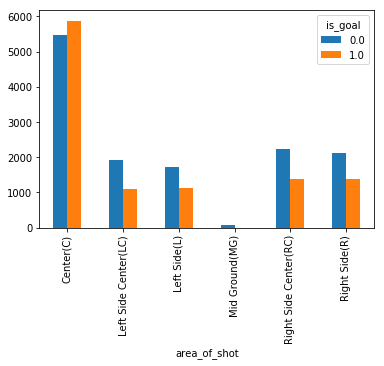 is_goal
0.0
1.0
6000
5000
4000
3000
2000
1000
0
Center(C)
Left Side Center(LC)
Left Side(L)
Mid Ground(MG)
Right Side Center(RC)
Right Side(R)
area_of_shot